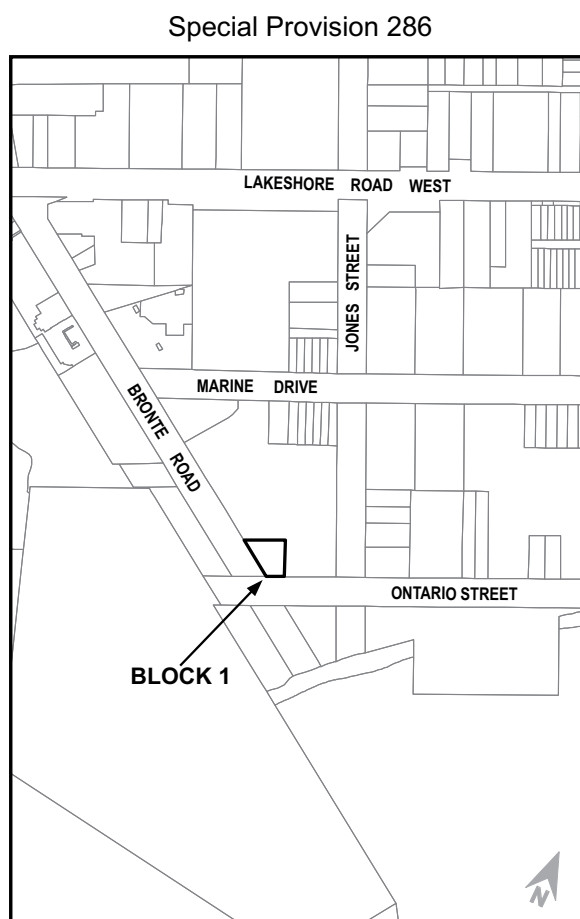 Special Provision 286
LAKESHORE ROAD WEST
JONES STREET
MARINE DRIVE
BRONTE ROAD
ONTARIO STREET
BLOCK 1
N